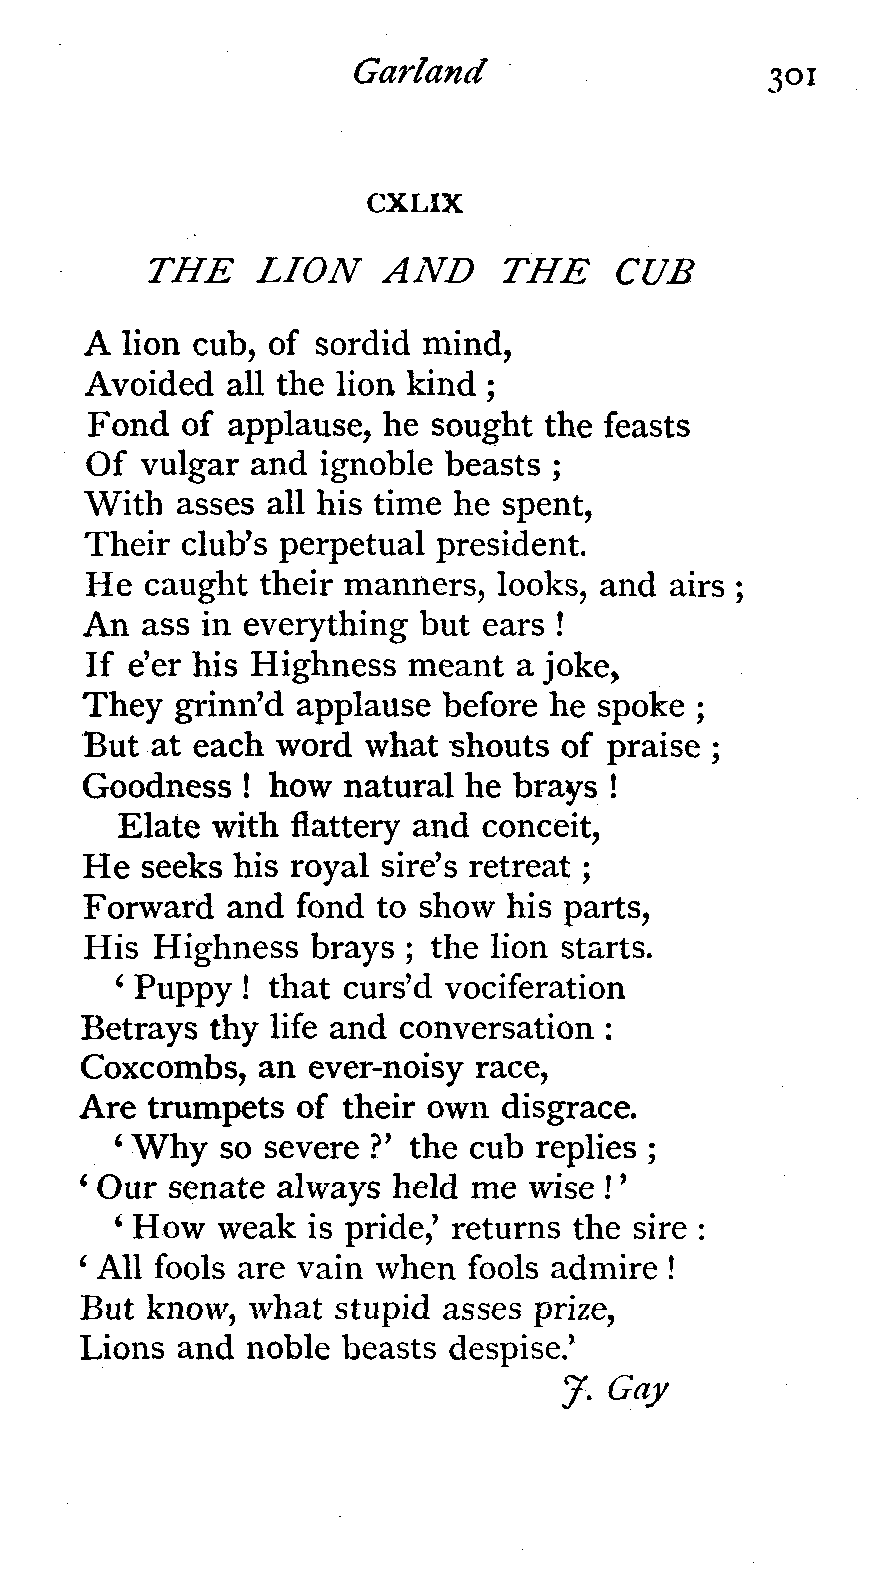 Garland 301
CXLIX
THE LION AND THE CUB
A lion cub, of sordid mind,
Avoided all the lion kind ;
Fond of applause, he sought the feasts
Of vulgar and ignoble beasts ;
With asses all his time he spent,
Their club's perpetual president.
He caught their manners, looks, and airs ;
An ass in everything but ears !
If e'er his Highness meant a joke,
They grinn'd applause before he spoke ;
But at each word what shouts of praise ;
Goodness ! how natural he brays !
Elate with flattery and conceit,
He seeks his royal sire's retreat ;
Forward and fond to show his parts,
His Highness brays ; the lion starts.
‘ Puppy ! that curs'd vociferation
Betrays thy life and conversation :
Coxcombs, an ever-noisy race,
Are trumpets of their own disgrace.
‘ Why so severe ?’ the cub replies ;
‘ Our senate always held me wise ! ’
‘ How weak is pride,’ returns the sire :
‘ All fools are vain when fools admire !
But know, what stupid asses prize,
Lions and noble beasts despise.’
J. Gay